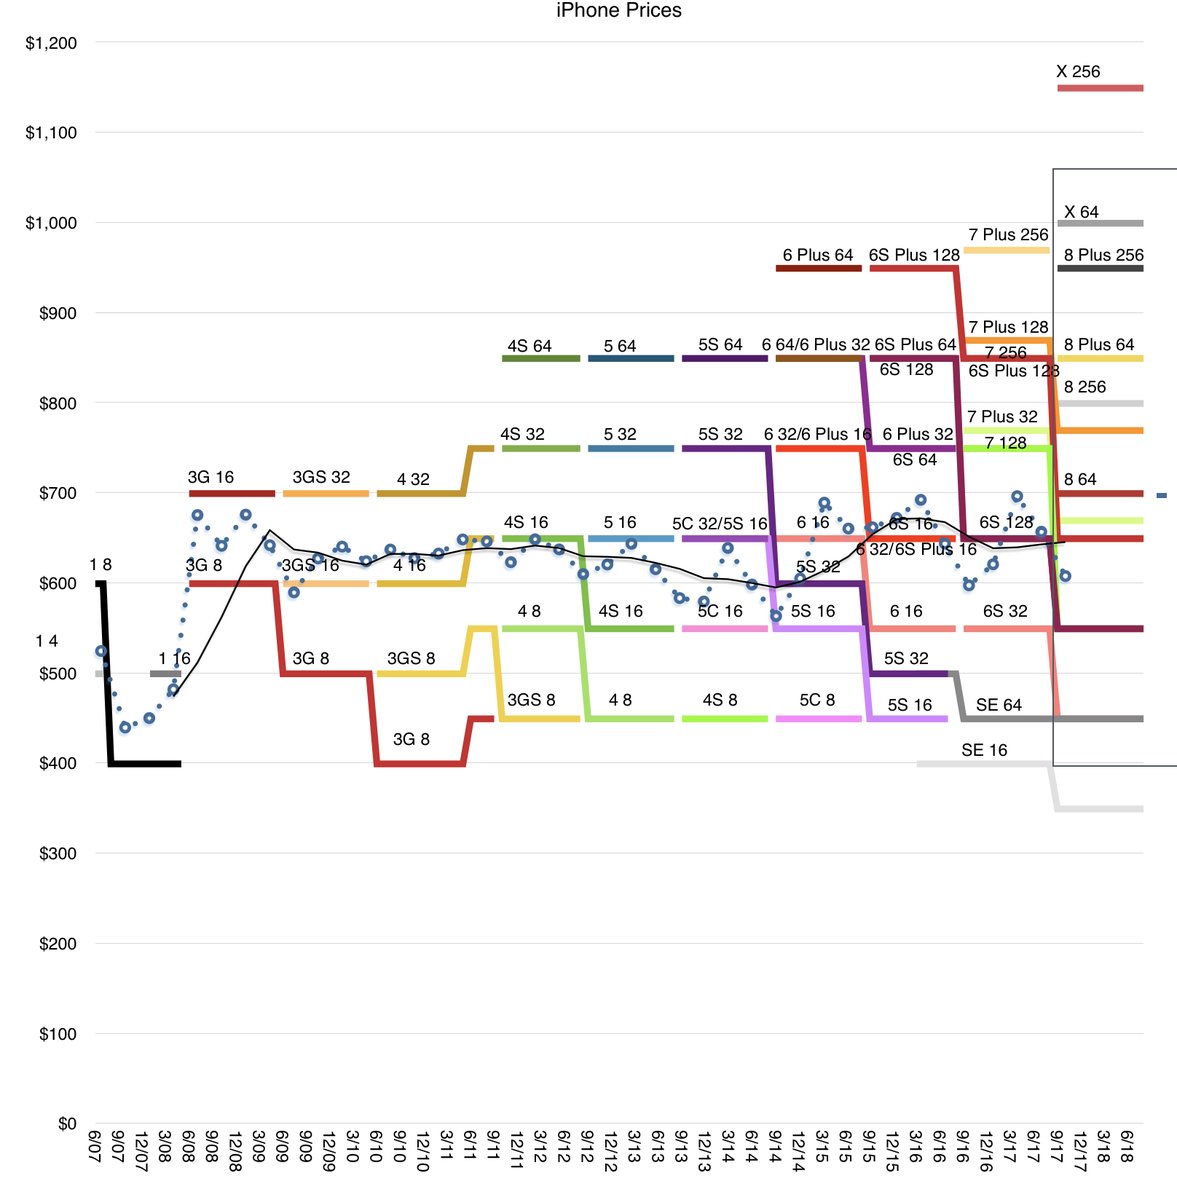 iPhone Prices
$1,200
X 256
$1,100
X 64
$1,000
7 Plus 256
6 Plus 64
6S Plus 128
8 Plus 256
$900
7 Plus 128
4S 64
5 64
5S 64
6 64/6 Plus 32
6S Plus 64
7 256
8 Plus 64
6S 128
6S Plus 128
8 256
$800
7 Plus 32
4S 32
5 32
5S 32
6 32/6 Plus 16
6 Plus 32
7 128
6S 64
3G 16
3GS 32
4 32
8 64
$700
4S 16
5 16
5C 32/5S 16
6 16
6S 16
6S 128
6 32/6S Plus 16
1 8
3G 8
3GS 16
4 16
5S 32
$600
4 8
4S 16
5C 16
5S 16
6 16
6S 32
1 4
1 16
3G 8
3GS 8
5S 32
$500
3GS 8
4 8
4S 8
5C 8
5S 16
SE 64
3G 8
SE 16
$400
$300
$200
$100
$0
6/07
9/07
12/07
3/08
6/08
9/08
12/08
3/09
6/09
9/09
12/09
3/10
6/10
9/10
12/10
3/11
6/11
9/11
12/11
3/12
6/12
9/12
12/12
3/13
6/13
9/13
12/13
3/14
6/14
9/14
12/14
3/15
6/15
9/15
12/15
3/16
6/16
9/16
12/16
3/17
6/17
9/17
12/17
3/18
6/18